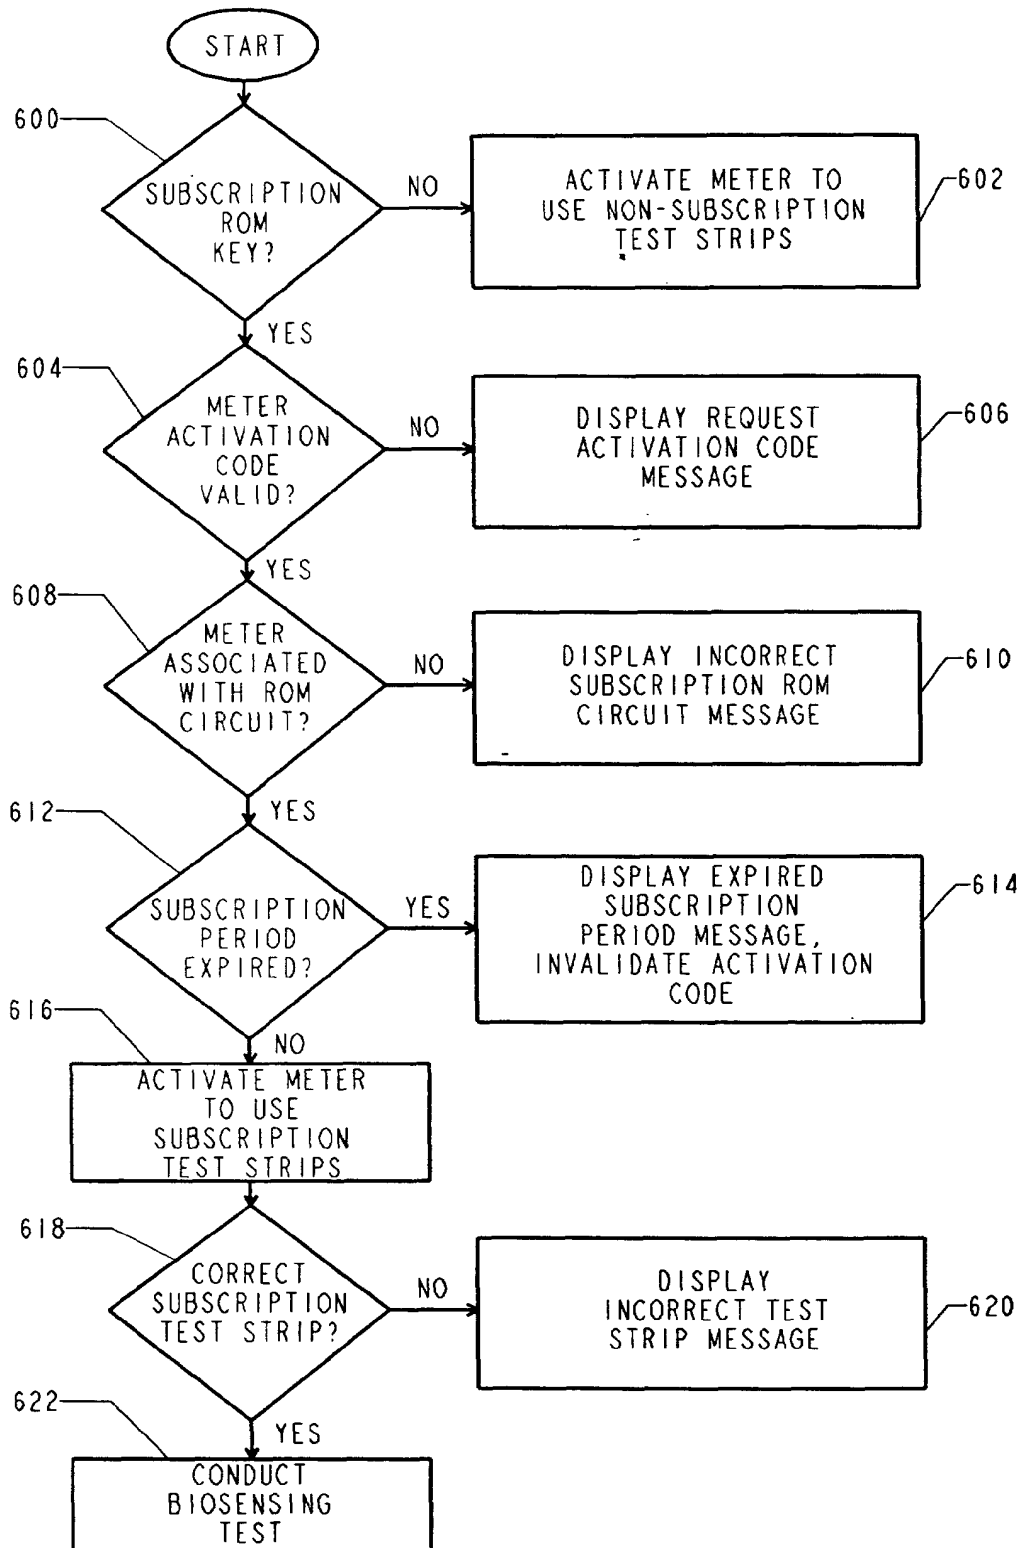 START
600
SUBSCRIPTION
ROM
KEY?
NO
ACTIVATE METER TO
USE NON-SUBSCRIPTION
TEST STRIPS
602
YES
604
METER
ACTIVATION
CODE
VALID?
NO
DISPLAY REQUEST
ACTIVATION CODE
MESSAGE
606
YES
608
METER
ASSOCIATED
WITH ROM
CIRCUIT?
NO
DISPLAY INCORRECT
SUBSCRIPTION ROM
CIRCUIT MESSAGE
610
YES
612
SUBSCRIPTION
PERIOD
EXPIRED?
YES
DISPLAY EXPIRED
SUBSCRIPTION
PERIOD MESSAGE,
INVALIDATE ACTIVATION
CODE
614
NO
616
ACTIVATE METER
TO USE
SUBSCRIPTION
TEST STRIPS
618
CORRECT
SUBSCRIPTION
TEST STRIP?
NO
DISPLAY
INCORRECT TEST
STRIP MESSAGE
620
YES
622
CONDUCT
BIOSENSING
TEST